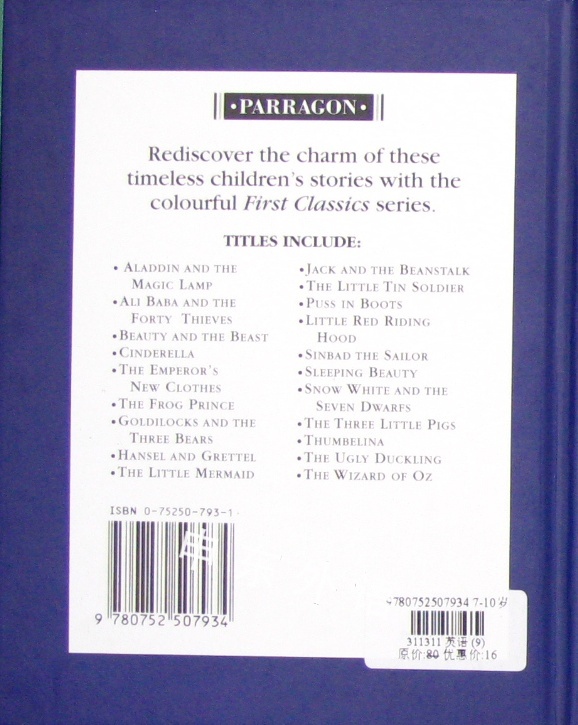 •PARRAGON•
Rediscover the charm of these
timeless children's stories with the
colourful First Classics series.
TITLES INCLUDE:
• ALADDIN AND THE
MAGIC LAMP
• ALI BABA AND THE
FORTY THIEVES
• BEAUTY AND THE BEAST
• CINDERELLA
• THE EMPEROR'S
NEW CLOTHES
• THE FROG PRINCE
• GOLDILOCKS AND THE
THREE BEARS
• HANSEL AND GRETTEL
• THE LITTLE MERMAID
• JACK AND THE BEANSTALK
• THE LITTLE TIN SOLDIER
• PUSS IN BOOTS
• LITTLE RED RIDING
HOOD
• SINBAD THE SAILOR
• SLEEPING BEAUTY
• SNOW WHITE AND THE
SEVEN DWARFS
• THE THREE LITTLE PIGS
• THUMBELINA
• THE UGLY DUCKLING
• THE WIZARD OF OZ
ISBN 0-75250-793-1
9 780752 507934
9780752507934 7-10岁
311311 英语(9)
原价:80 优惠价:16